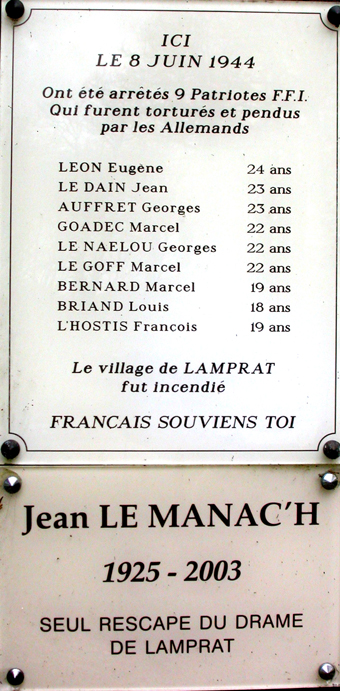 ICI
LE 8 JUIN 1944
Ont été arrêtés 9 Patriotes F.F.I.
Qui furent torturés et pendus
par les Allemands
LEON Eugène 24 ans
LE DAIN Jean 23 ans
AUFFRET Georges 23 ans
GOADEC Marcel 22 ans
LE NAELOU Georges 22 ans
LE GOFF Marcel 22 ans
BERNARD Marcel 19 ans
BRIAND Louis 18 ans
L'HOSTIS Francois 19 ans
Le village de LAMPRAT
fut incendié
FRANCAIS SOUVIENS TOI
Jean LE MANAC'H
1925 - 2003
SEUL RESCAPE DU DRAME
DE LAMPRAT